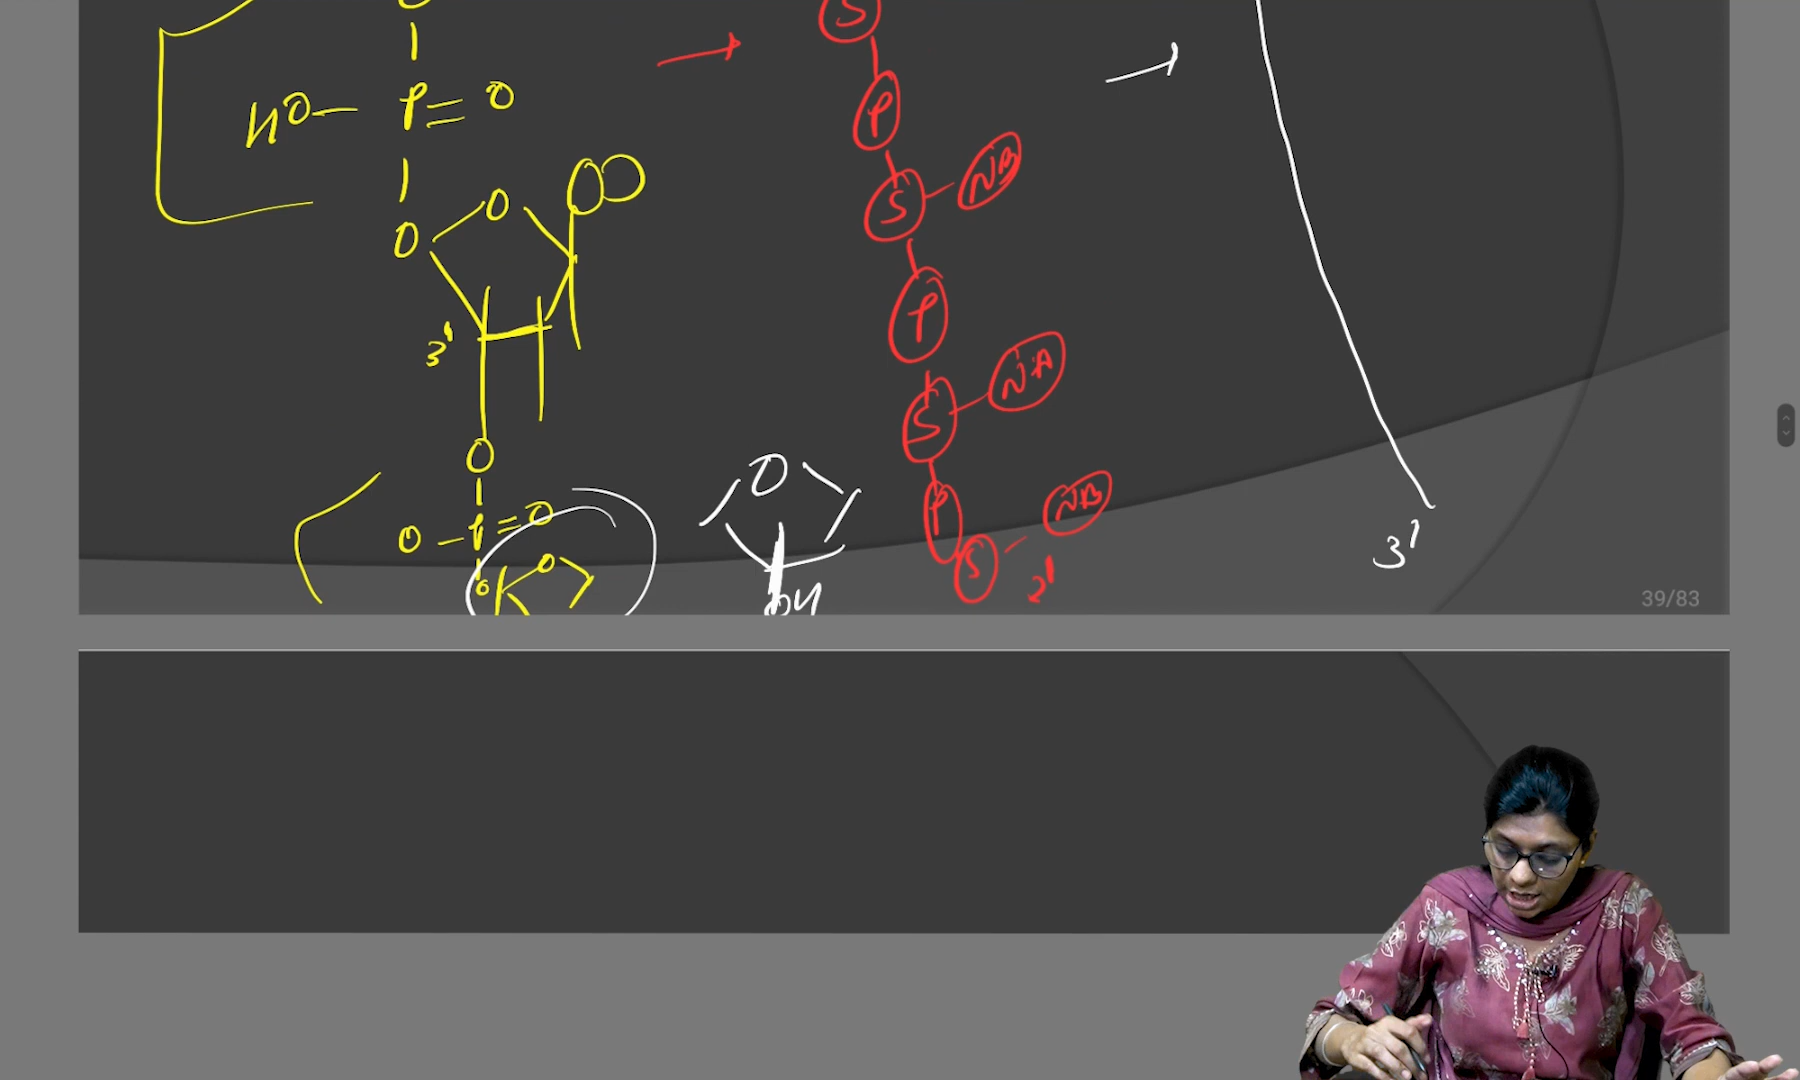 S
HO— P = O
P
O
O
S — NB
3'
P
S — NA
O
O
O — P = O
P
NB
S
2'
3'
O
O
OH
39/83